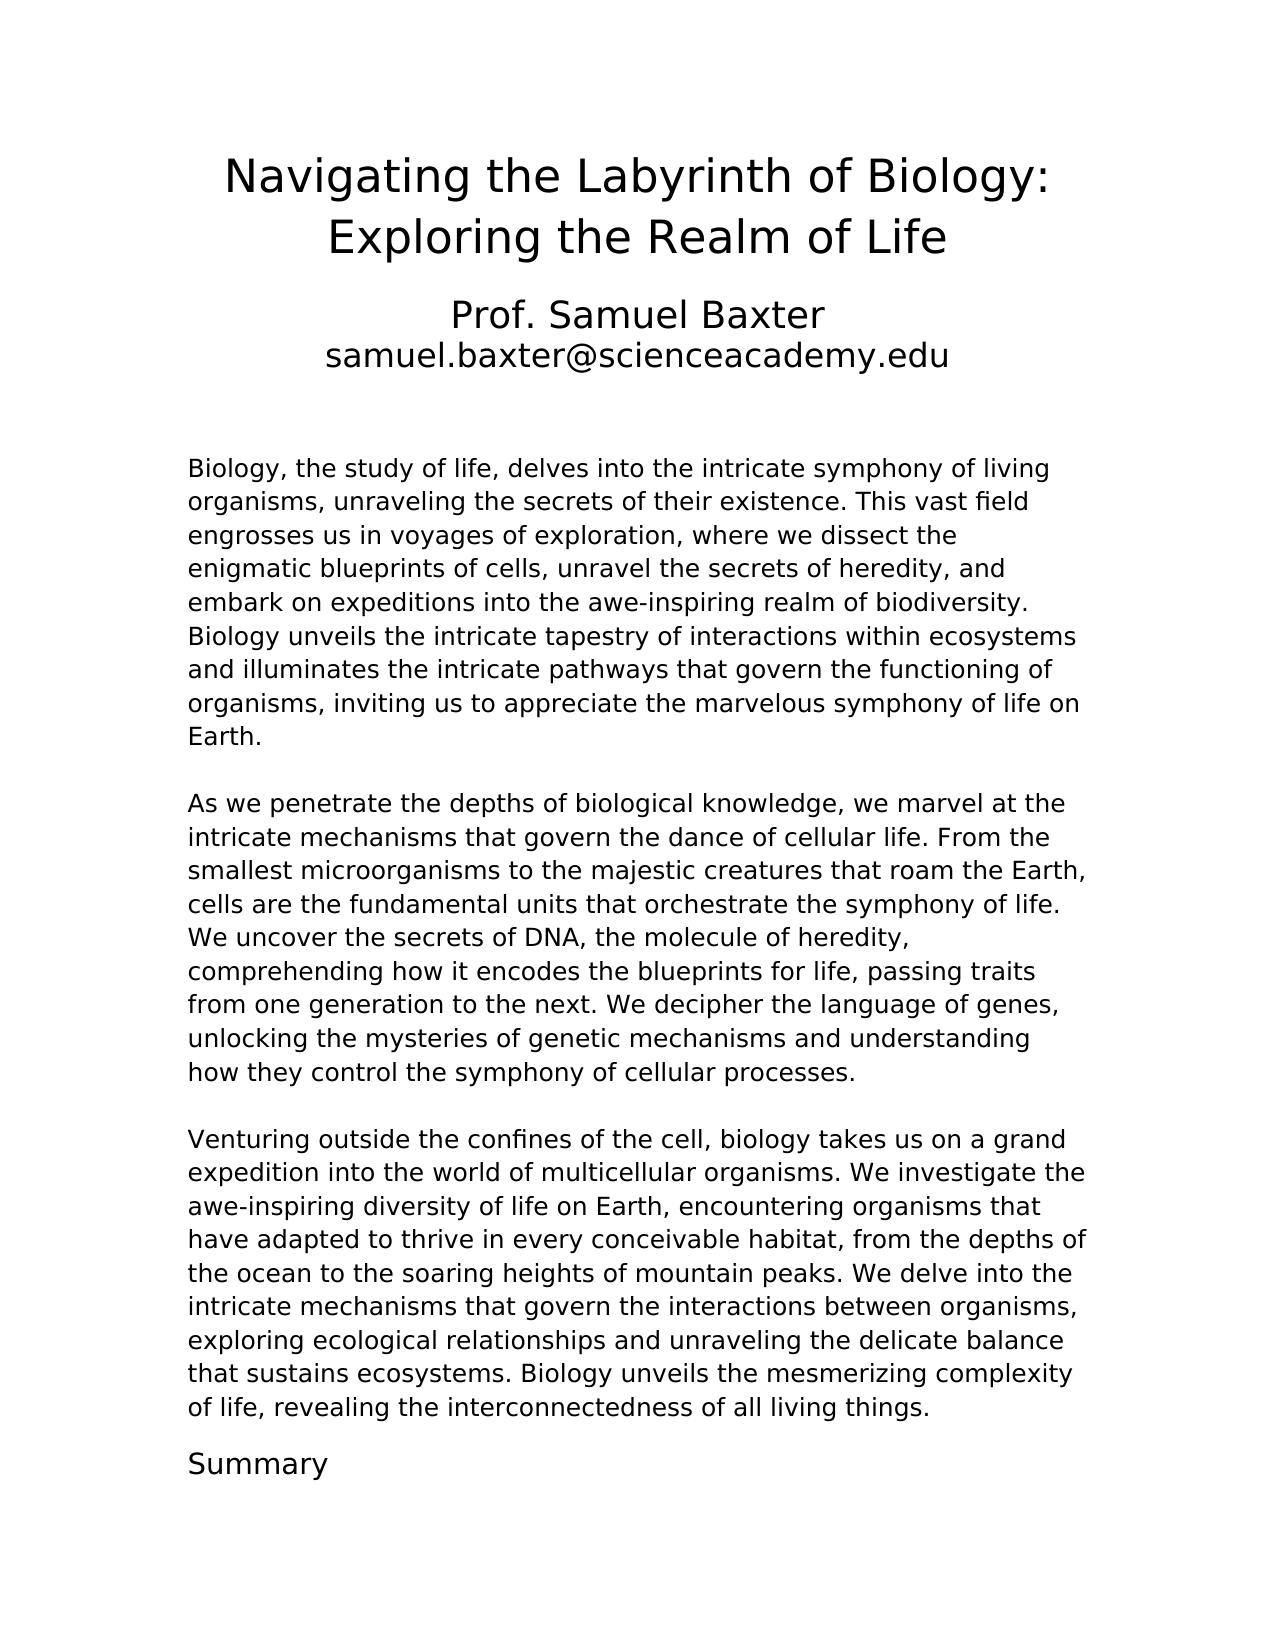 Navigating the Labyrinth of Biology:
Exploring the Realm of Life
Prof. Samuel Baxter
samuel.baxter@scienceacademy.edu
Biology, the study of life, delves into the intricate symphony of living
organisms, unraveling the secrets of their existence. This vast field
engrosses us in voyages of exploration, where we dissect the
enigmatic blueprints of cells, unravel the secrets of heredity, and
embark on expeditions into the awe-inspiring realm of biodiversity.
Biology unveils the intricate tapestry of interactions within ecosystems
and illuminates the intricate pathways that govern the functioning of
organisms, inviting us to appreciate the marvelous symphony of life on
Earth.
As we penetrate the depths of biological knowledge, we marvel at the
intricate mechanisms that govern the dance of cellular life. From the
smallest microorganisms to the majestic creatures that roam the Earth,
cells are the fundamental units that orchestrate the symphony of life.
We uncover the secrets of DNA, the molecule of heredity,
comprehending how it encodes the blueprints for life, passing traits
from one generation to the next. We decipher the language of genes,
unlocking the mysteries of genetic mechanisms and understanding
how they control the symphony of cellular processes.
Venturing outside the confines of the cell, biology takes us on a grand
expedition into the world of multicellular organisms. We investigate the
awe-inspiring diversity of life on Earth, encountering organisms that
have adapted to thrive in every conceivable habitat, from the depths of
the ocean to the soaring heights of mountain peaks. We delve into the
intricate mechanisms that govern the interactions between organisms,
exploring ecological relationships and unraveling the delicate balance
that sustains ecosystems. Biology unveils the mesmerizing complexity
of life, revealing the interconnectedness of all living things.
Summary